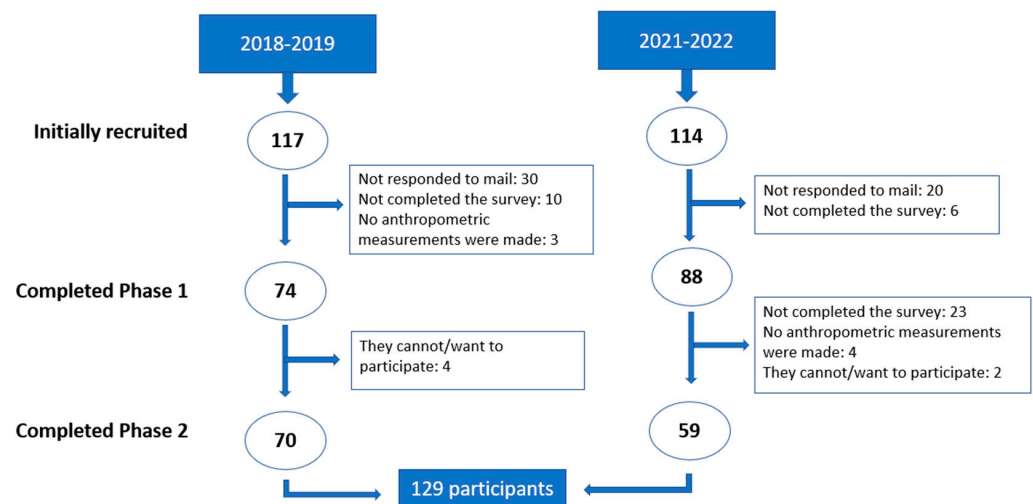 2018-2019
2021-2022
Initially recruited
117
114
Not responded to mail: 30
Not completed the survey: 10
No anthropometric
measurements were made: 3
Not responded to mail: 20
Not completed the survey: 6
Completed Phase 1
74
88
They cannot/want to
participate: 4
Not completed the survey: 23
No anthropometric measurements
were made: 4
They cannot/want to participate: 2
Completed Phase 2
70
59
129 participants